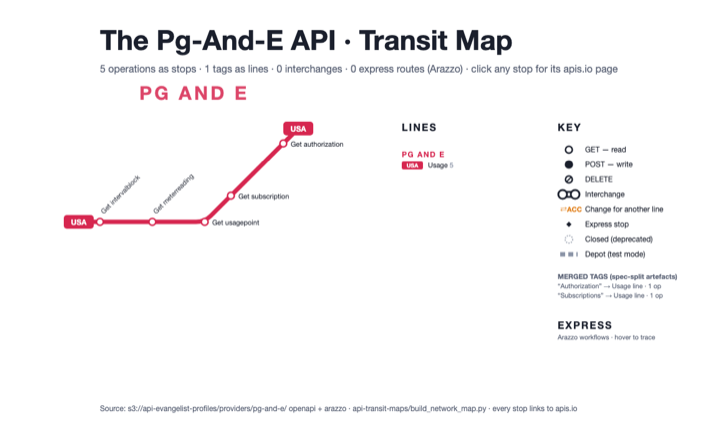 The Pg-And-E API · Transit Map
5 operations as stops · 1 tags as lines · 0 interchanges · 0 express routes (Arazzo) · click any stop for its apis.io page
PG AND E
USA
Get authorization
Get subscription
Get intervalblock
Get meterreading
USA
Get usagepoint
LINES
PG AND E
USA Usage 5
KEY
GET — read
POST — write
DELETE
Interchange
⇄ACC Change for another line
Express stop
Closed (deprecated)
Depot (test mode)
MERGED TAGS (spec-split artefacts)
"Authorization" → Usage line · 1 op
"Subscriptions" → Usage line · 1 op
EXPRESS
Arazzo workflows · hover to trace
Source: s3://api-evangelist-profiles/providers/pg-and-e/ openapi + arazzo · api-transit-maps/build_network_map.py · every stop links to apis.io